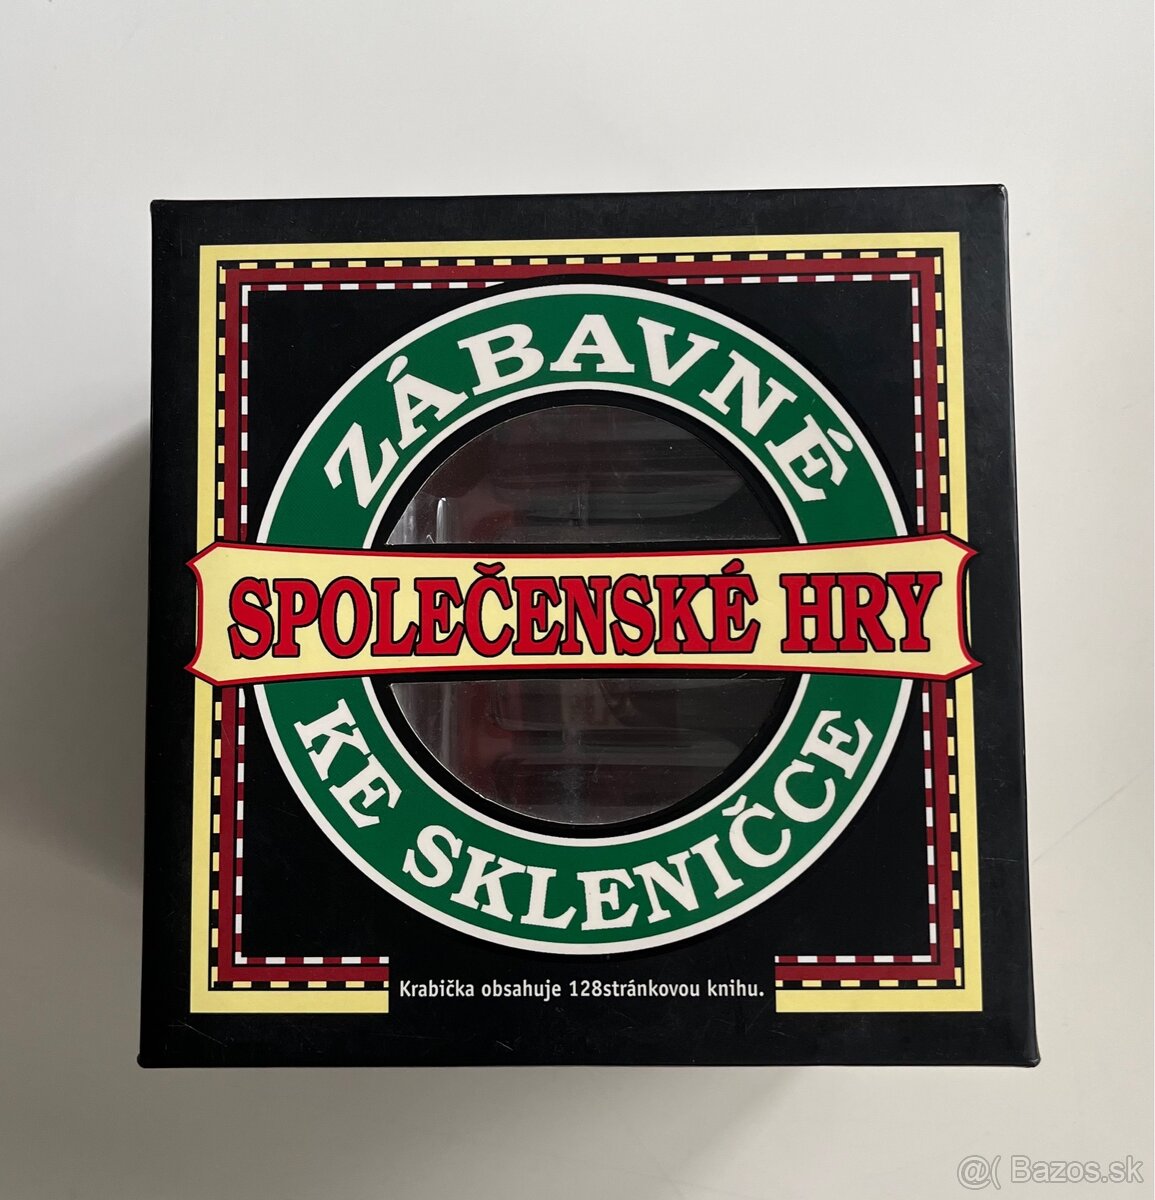 ZÁBAVNÉ
SPOLEČENSKÉ HRY
KE SKLENIČCE
Krabička obsahuje 128stránkovou knihu.
@( Bazos.sk